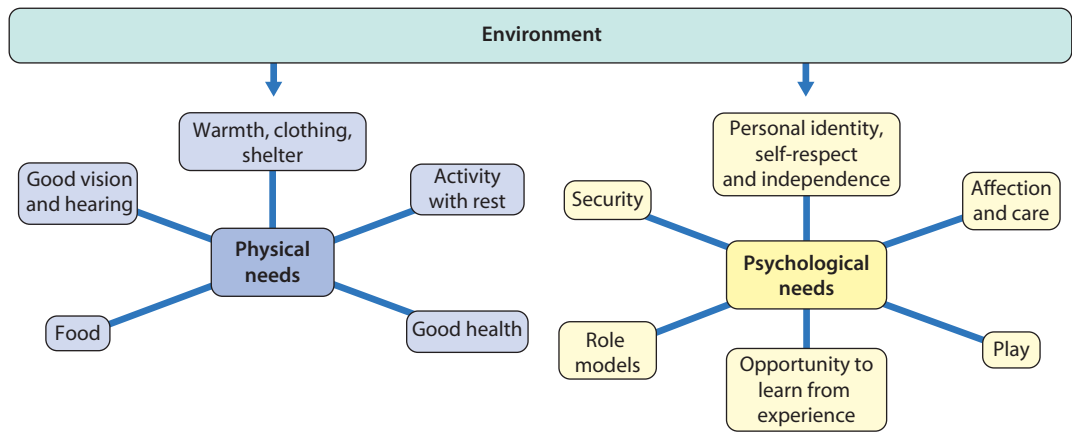 Environment
Warmth, clothing,
shelter
Good vision
and hearing
Activity
with rest
Physical
needs
Food
Good health
Personal identity,
self-respect
and independence
Security
Affection
and care
Psychological
needs
Role
models
Opportunity to
learn from
experience
Play